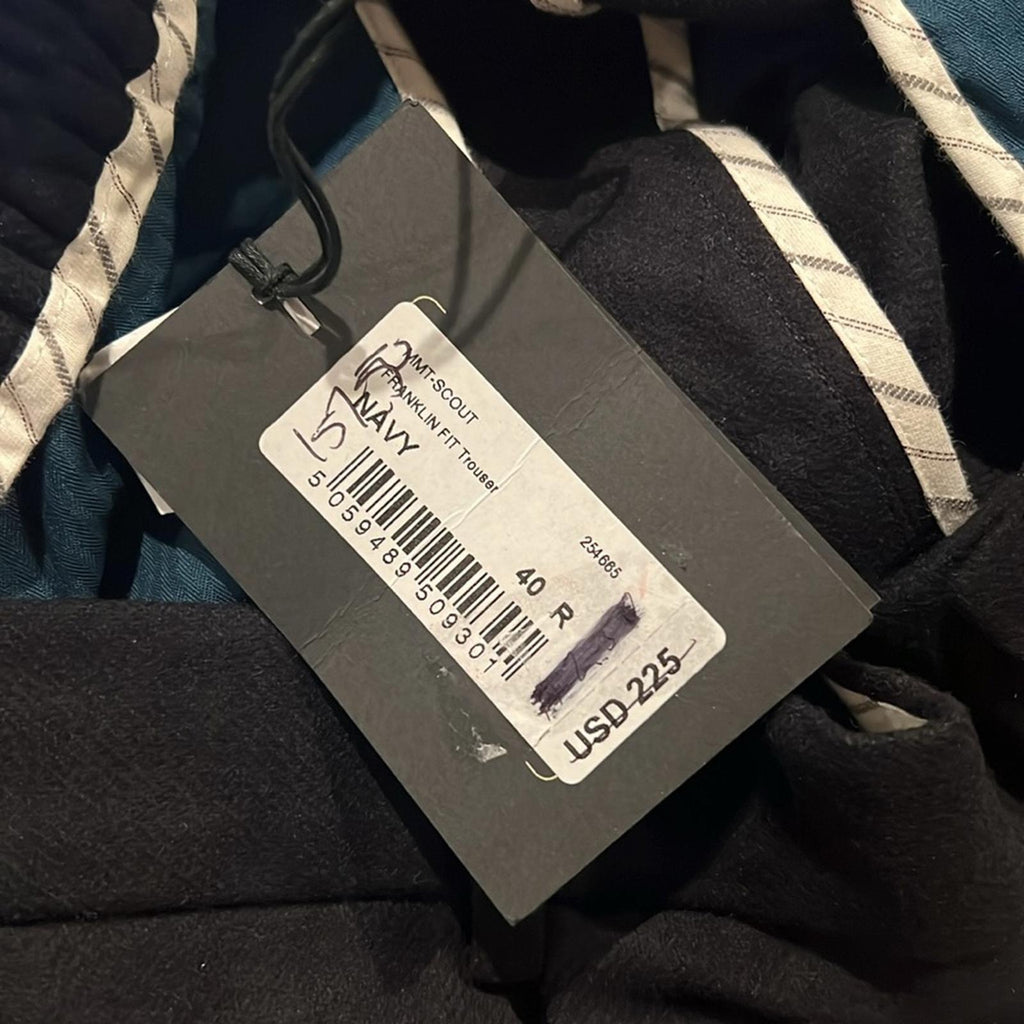 MMT-SCOUT
FRANKLIN FIT Trouser
NAVY
254665
5 059489 509301
40 R
USD 225